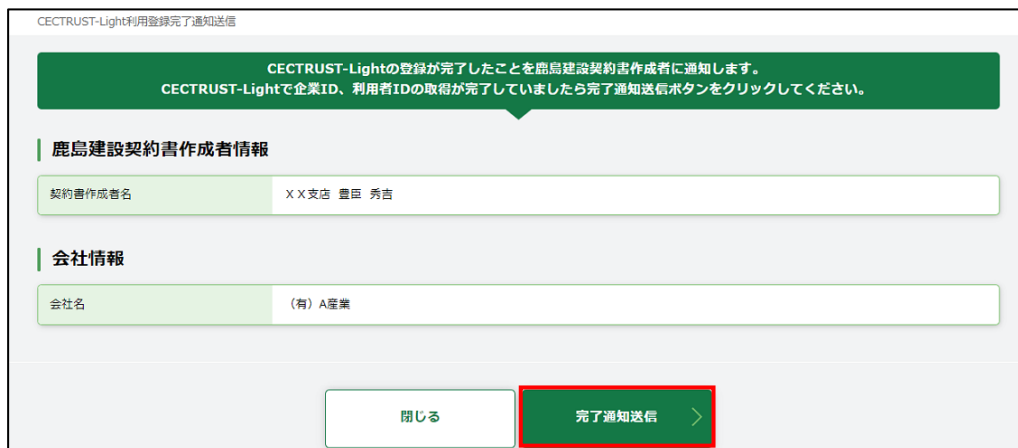 CECTRUST-Light利用登録完了通知送信
CECTRUST-Lightの登録が完了したことを鹿島建設契約書作成者に通知します。
CECTRUST-Lightで企業ID、利用者IDの取得が完了していましたら完了通知送信ボタンをクリックしてください。
鹿島建設契約書作成者情報
契約書作成者名 ＸＸ支店 豊臣 秀吉
会社情報
会社名 （有）A産業
閉じる 完了通知送信